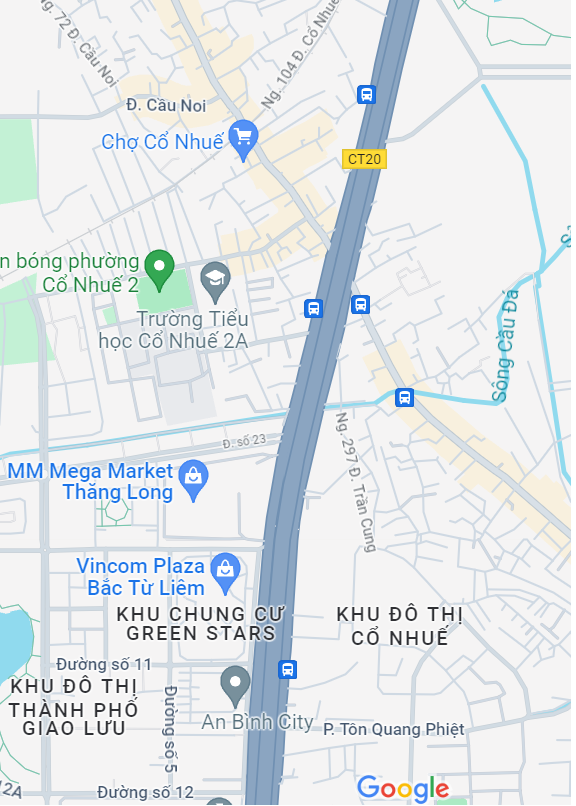 Ng. 72 Đ. Cầu Noi
Ng. 104 Đ. Cổ Nhuế
Đ. Cầu Noi
Chợ Cổ Nhuế
CT20
n bóng phường
Cổ Nhuế 2
Trường Tiểu
học Cổ Nhuế 2A
Sông Cầu Đá
Đ. số 23
Ng. 297 Đ. Trần Cung
MM Mega Market
Thăng Long
Vincom Plaza
Bắc Từ Liêm
KHU CHUNG CƯ
GREEN STARS
KHU ĐÔ THỊ
CỔ NHUẾ
Đường số 11
KHU ĐÔ THỊ
THÀNH PHỐ
GIAO LƯU
Đường số 5
An Bình City
P. Tôn Quang Phiệt
12A
Đường số 12
Google